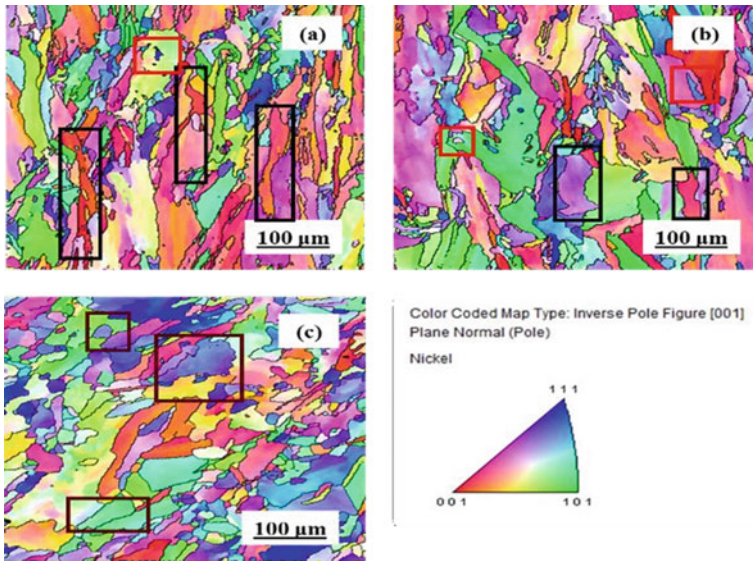 (a)
100 µm
(b)
100 µm
(c)
100 µm
Color Coded Map Type: Inverse Pole Figure [001]
Plane Normal (Pole)
Nickel
1 1 1
0 0 1
1 0 1